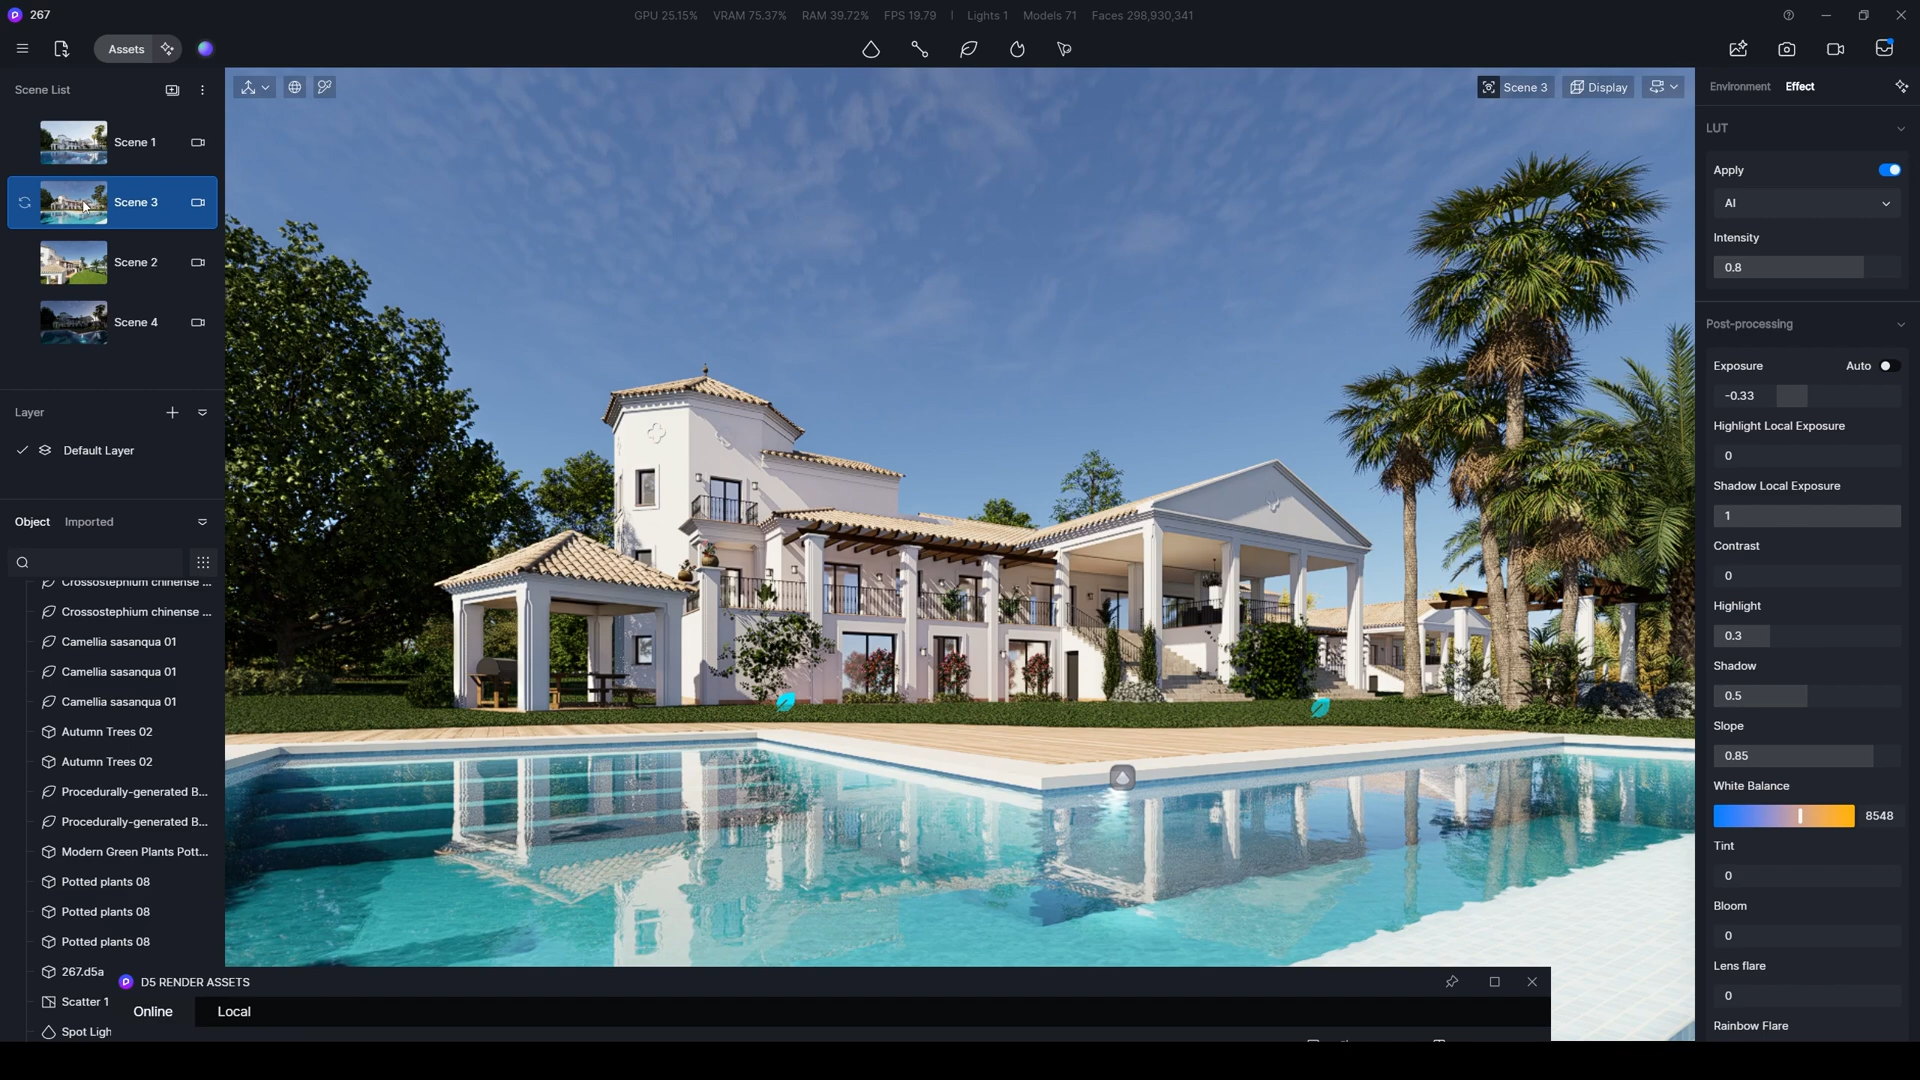 267
GPU 25.15% VRAM 75.37% RAM 39.72% FPS 19.79 | Lights 1 Models 71 Faces 298,930,341
Assets
Scene List
Scene 1
Scene 3
Scene 2
Scene 4
Layer
Default Layer
Object Imported
Crossostephium chinense ...
Crossostephium chinense ...
Camellia sasanqua 01
Camellia sasanqua 01
Camellia sasanqua 01
Autumn Trees 02
Autumn Trees 02
Procedurally-generated B...
Procedurally-generated B...
Modern Green Plants Pott...
Potted plants 08
Potted plants 08
Potted plants 08
267.d5a
Scatter 1
Spot Ligh
Scene 3
Display
D5 RENDER ASSETS
Online Local
Environment Effect
LUT
Apply
AI
Intensity
0.8
Post-processing
Exposure Auto
-0.33
Highlight Local Exposure
0
Shadow Local Exposure
1
Contrast
0
Highlight
0.3
Shadow
0.5
Slope
0.85
White Balance
8548
Tint
0
Bloom
0
Lens flare
0
Rainbow Flare